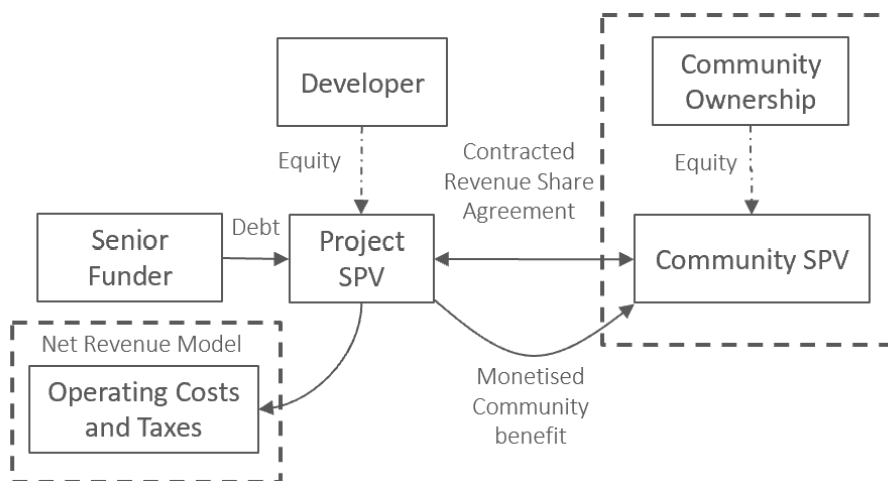 Developer
Community
Ownership
Equity
Contracted
Revenue Share
Agreement
Equity
Senior
Funder
Debt
Project
SPV
Community SPV
Net Revenue Model
Operating Costs
and Taxes
Monetised
Community
benefit